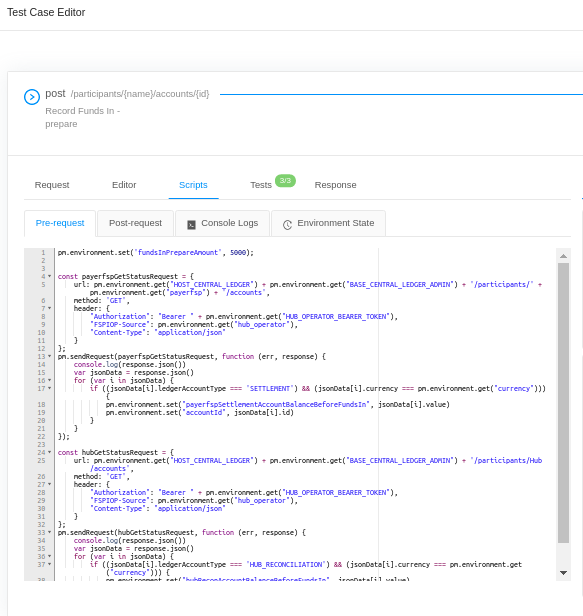 Test Case Editor
post /participants/{name}/accounts/{id}
Record Funds In -
prepare
Request Editor Scripts Tests 3/3 Response
Pre-request Post-request Console Logs Environment State
1 pm.environment.set('fundsInPrepareAmount', 5000);
2
3
4 const payerfspGetStatusRequest = {
5 url: pm.environment.get("HOST_CENTRAL_LEDGER") + pm.environment.get("BASE_CENTRAL_LEDGER_ADMIN") + '/participants/' +
pm.environment.get("payerfsp") + '/accounts',
6 method: 'GET',
7 header: {
8 "Authorization": "Bearer " + pm.environment.get("HUB_OPERATOR_BEARER_TOKEN"),
9 "FSPIOP-Source": pm.environment.get("hub_operator"),
10 "Content-Type": "application/json"
11 }
12 };
13 pm.sendRequest(payerfspGetStatusRequest, function (err, response) {
14 console.log(response.json())
15 var jsonData = response.json()
16 for (var i in jsonData) {
17 if ((jsonData[i].ledgerAccountType === 'SETTLEMENT') && (jsonData[i].currency === pm.environment.get("currency")))
{
18 pm.environment.set("payerfspSettlementAccountBalanceBeforeFundsIn", jsonData[i].value)
19 pm.environment.set("accountId", jsonData[i].id)
20 }
21 }
22 });
23
24 const hubGetStatusRequest = {
25 url: pm.environment.get("HOST_CENTRAL_LEDGER") + pm.environment.get("BASE_CENTRAL_LEDGER_ADMIN") + '/participants/Hub
/accounts',
26 method: 'GET',
27 header: {
28 "Authorization": "Bearer " + pm.environment.get("HUB_OPERATOR_BEARER_TOKEN"),
29 "FSPIOP-Source": pm.environment.get("hub_operator"),
30 "Content-Type": "application/json"
31 }
32 };
33 pm.sendRequest(hubGetStatusRequest, function (err, response) {
34 console.log(response.json())
35 var jsonData = response.json()
36 for (var i in jsonData) {
37 if ((jsonData[i].ledgerAccountType === 'HUB_RECONCILIATION') && (jsonData[i].currency === pm.environment.get
("currency"))) {
38 pm.environment.set("hubReconAccountBalanceBeforeFundsIn", jsonData[i].value)